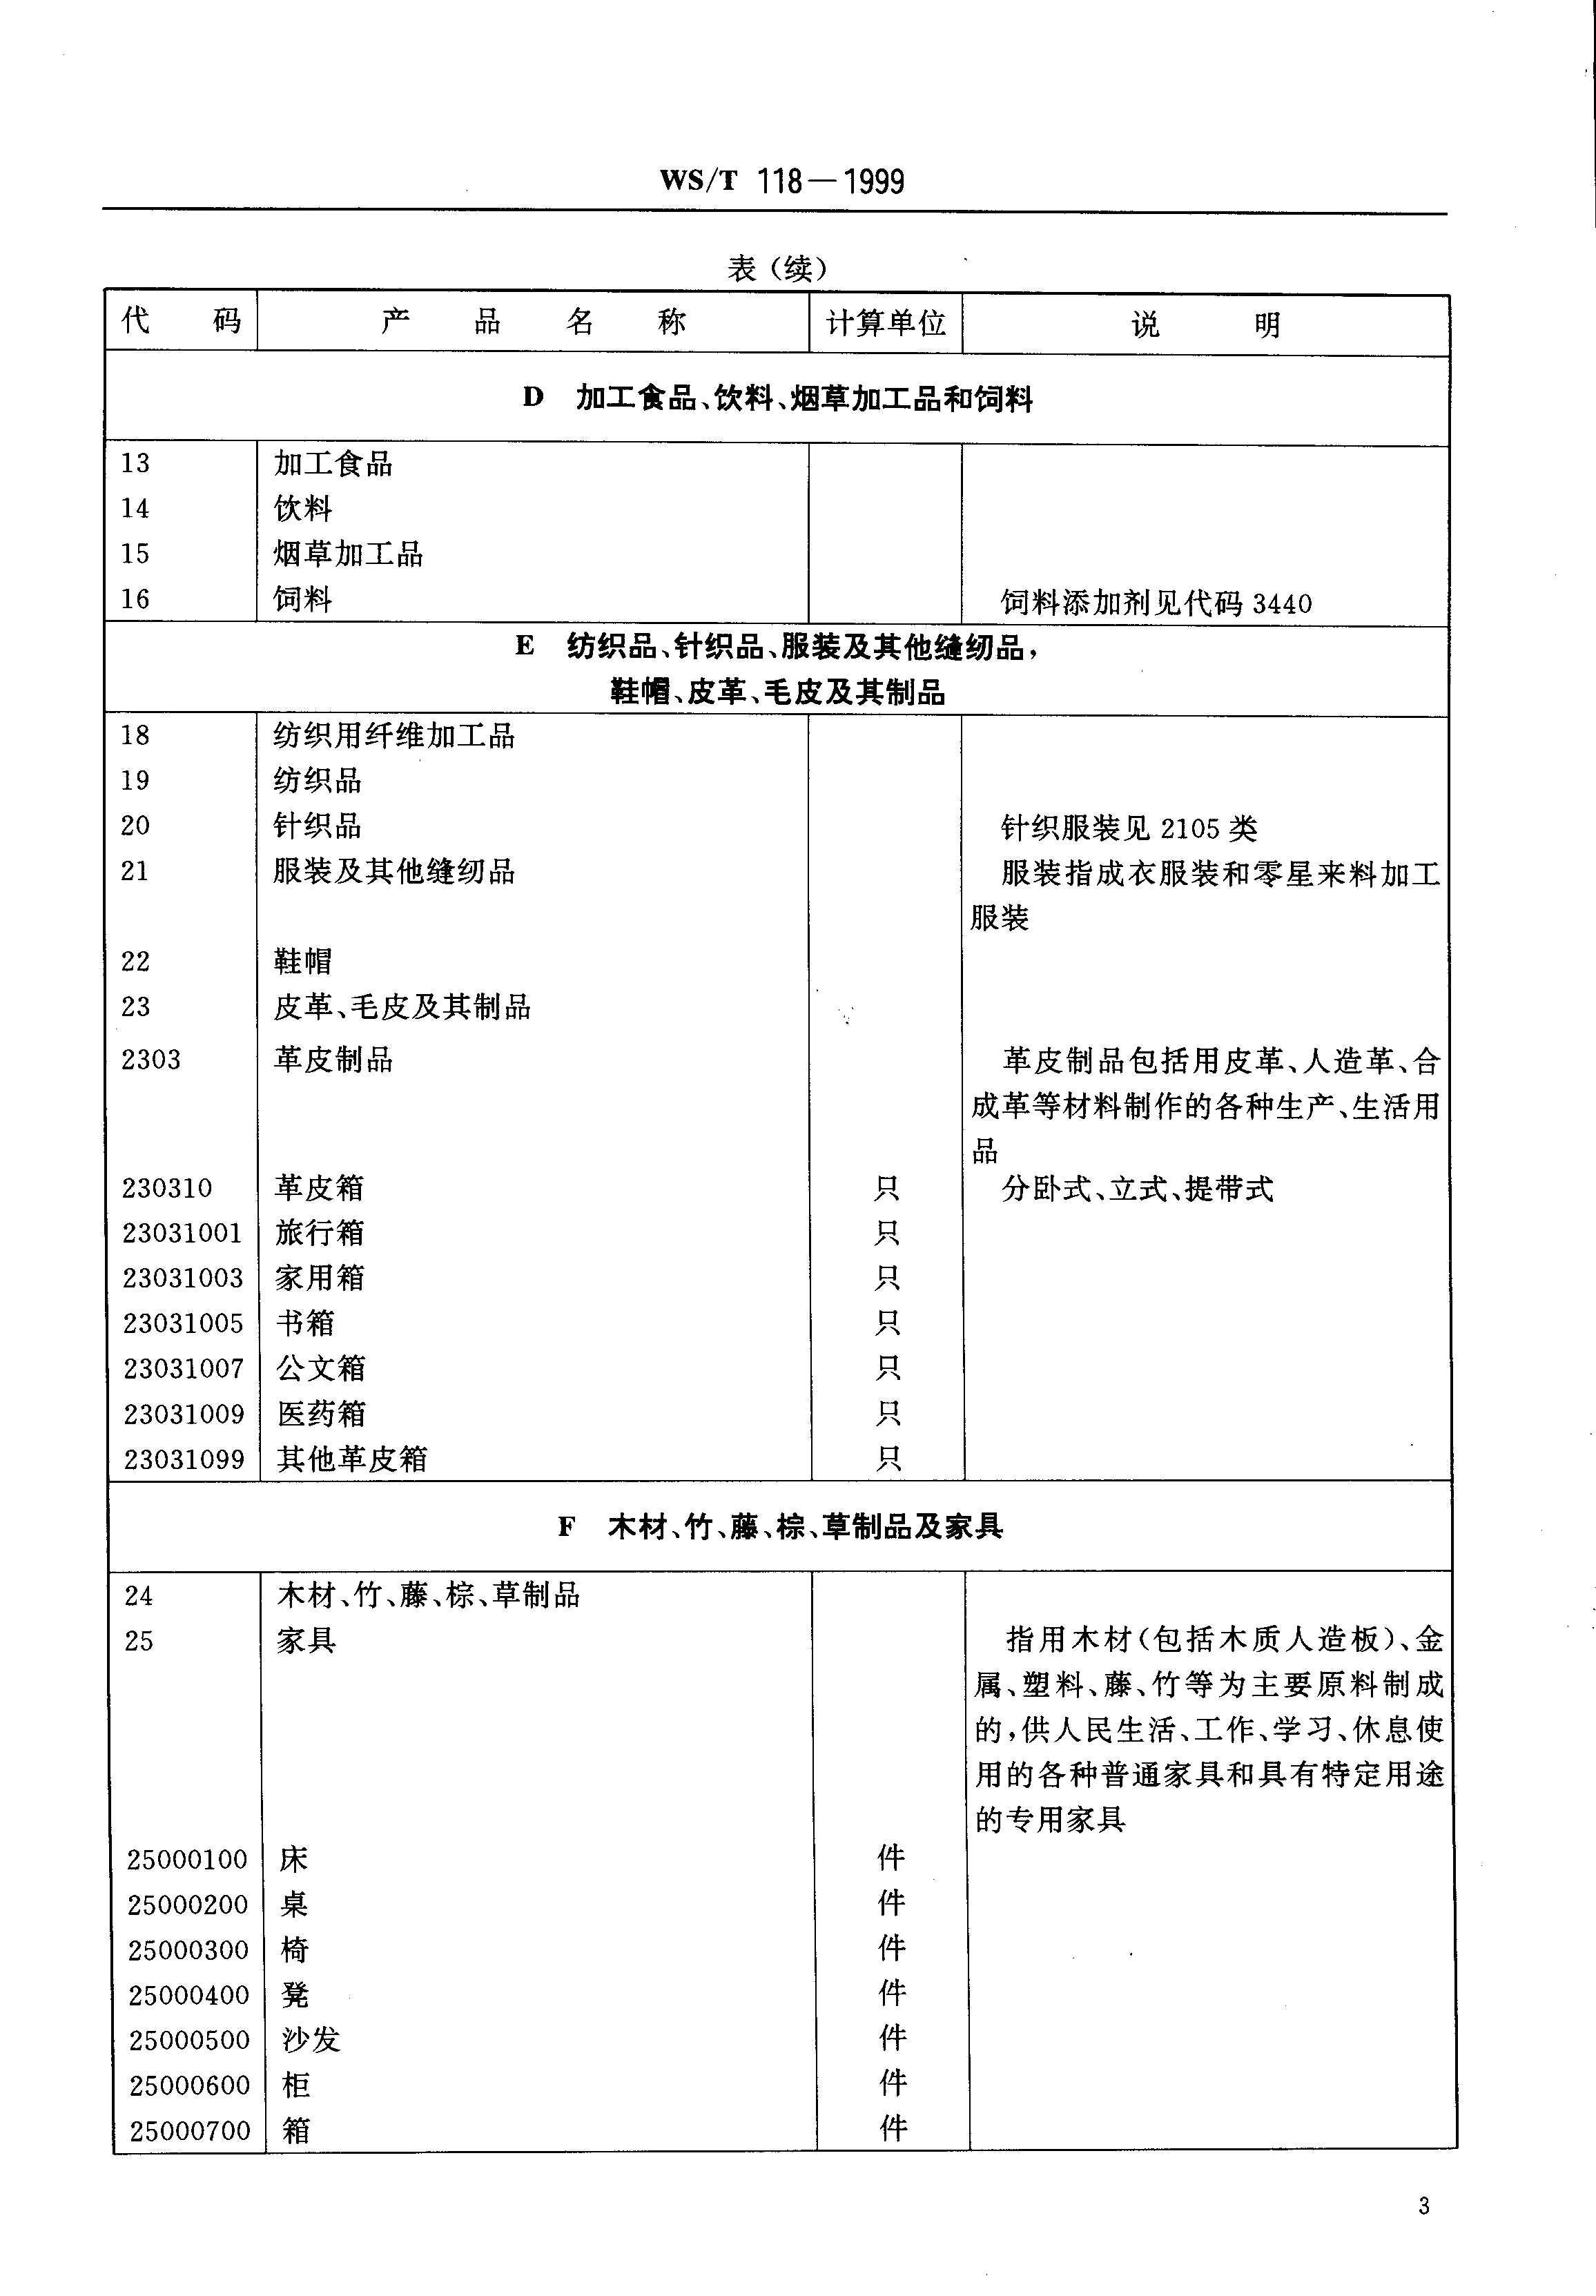 WS/T 118—1999
表（续）
代 码 产 品 名 称 计算单位 说 明
D 加工食品、饮料、烟草加工品和饲料
13 加工食品
14 饮料
15 烟草加工品
16 饲料 饲料添加剂见代码 3440
E 纺织品、针织品、服装及其他缝纫品，
鞋帽、皮革、毛皮及其制品
18 纺织用纤维加工品
19 纺织品
20 针织品 针织服装见 2105 类
21 服装及其他缝纫品 服装指成衣服装和零星来料加工
服装
22 鞋帽
23 皮革、毛皮及其制品
2303 革皮制品 革皮制品包括用皮革、人造革、合
成革等材料制作的各种生产、生活用
品
230310 革皮箱 只 分卧式、立式、提带式
23031001 旅行箱 只
23031003 家用箱 只
23031005 书箱 只
23031007 公文箱 只
23031009 医药箱 只
23031099 其他革皮箱 只
F 木材、竹、藤、棕、草制品及家具
24 木材、竹、藤、棕、草制品
25 家具 指用木材（包括木质人造板）、金
属、塑料、藤、竹等为主要原料制成
的，供人民生活、工作、学习、休息使
用的各种普通家具和具有特定用途
的专用家具
25000100 床 件
25000200 桌 件
25000300 椅 件
25000400 凳 件
25000500 沙发 件
25000600 柜 件
25000700 箱 件
3